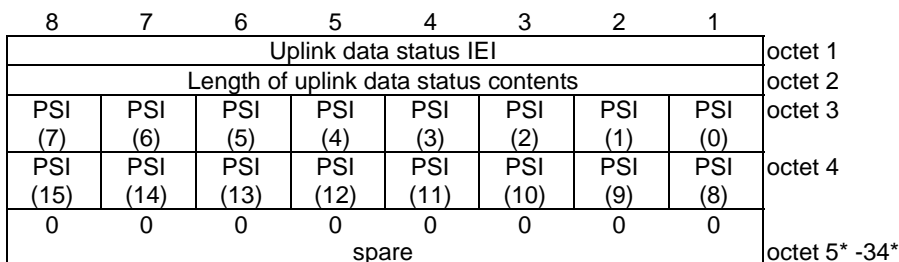 8 7 6 5 4 3 2 1
Uplink data status IEI octet 1
Length of uplink data status contents octet 2
PSI PSI PSI PSI PSI PSI PSI PSI octet 3
(7) (6) (5) (4) (3) (2) (1) (0)
PSI PSI PSI PSI PSI PSI PSI PSI octet 4
(15) (14) (13) (12) (11) (10) (9) (8)
0 0 0 0 0 0 0 0
spare octet 5* -34*